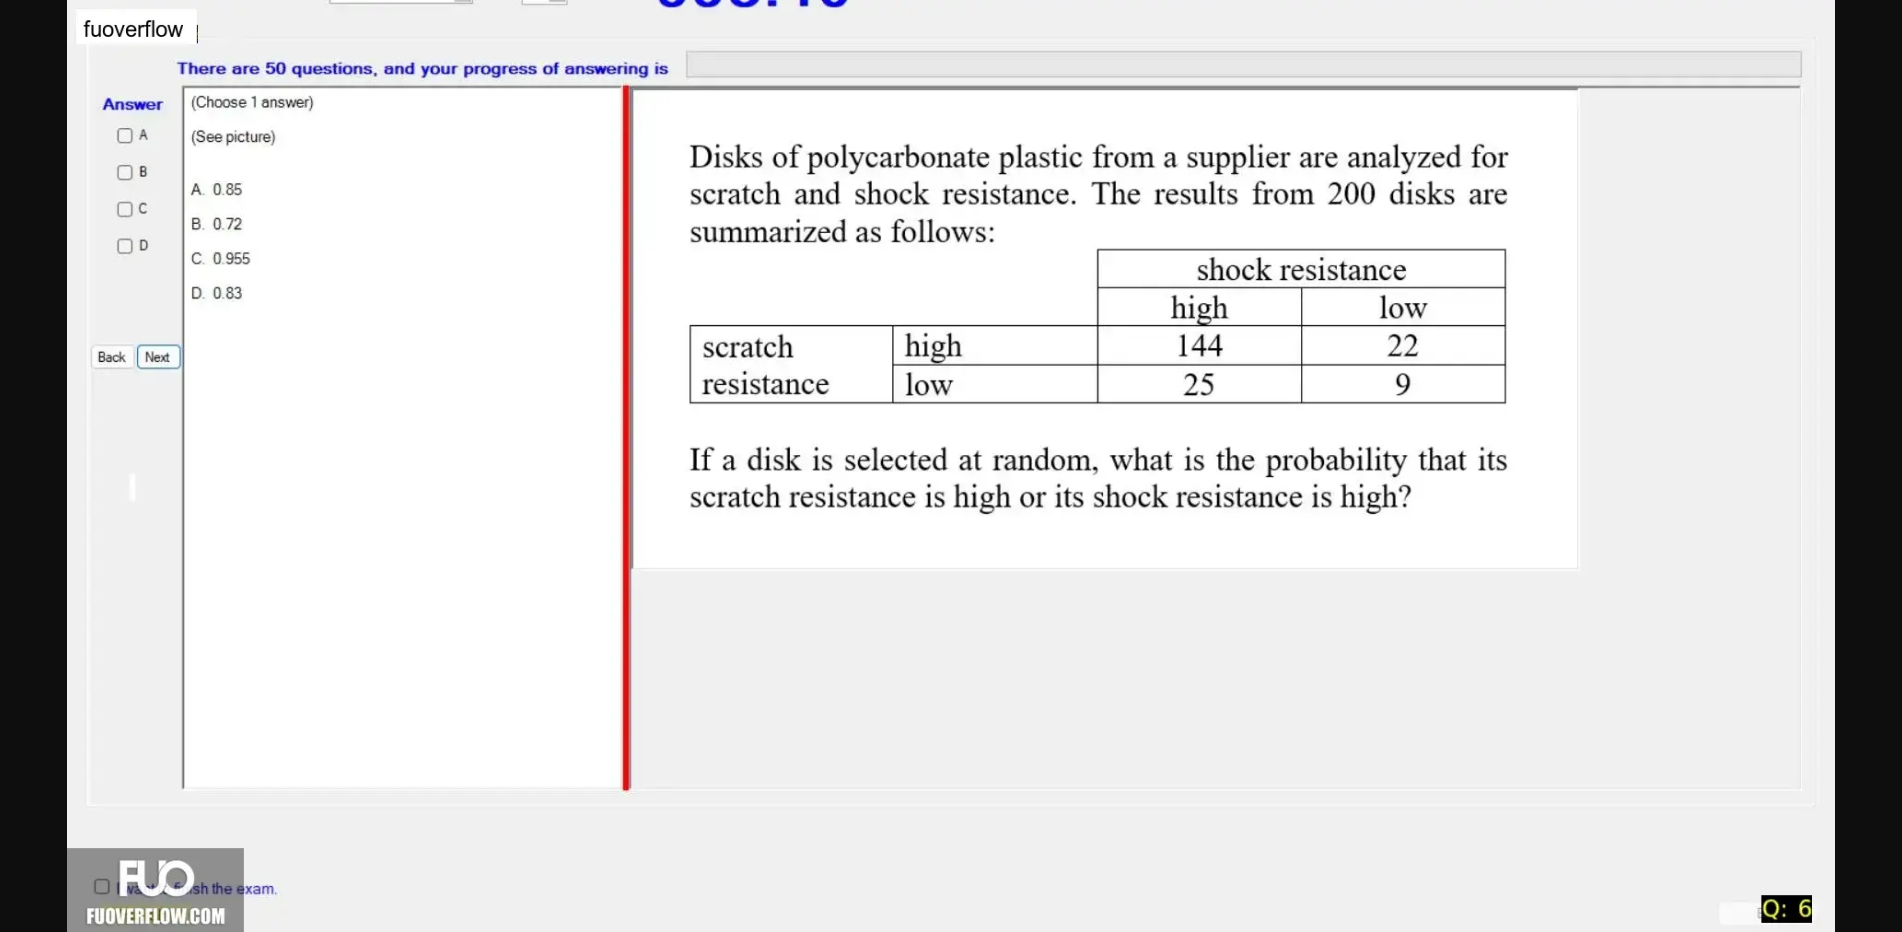 fuoverflow
There are 50 questions, and your progress of answering is
Answer
A
B
C
D
Back
Next
(Choose 1 answer)
(See picture)
A. 0.85
B. 0.72
C. 0.955
D. 0.83
Disks of polycarbonate plastic from a supplier are analyzed for
scratch and shock resistance. The results from 200 disks are
summarized as follows:
shock resistance
high low
scratch resistance high 144 22
low 25 9
If a disk is selected at random, what is the probability that its
scratch resistance is high or its shock resistance is high?
FUO
sh the exam.
FUOVERFLOW.COM
Q: 6